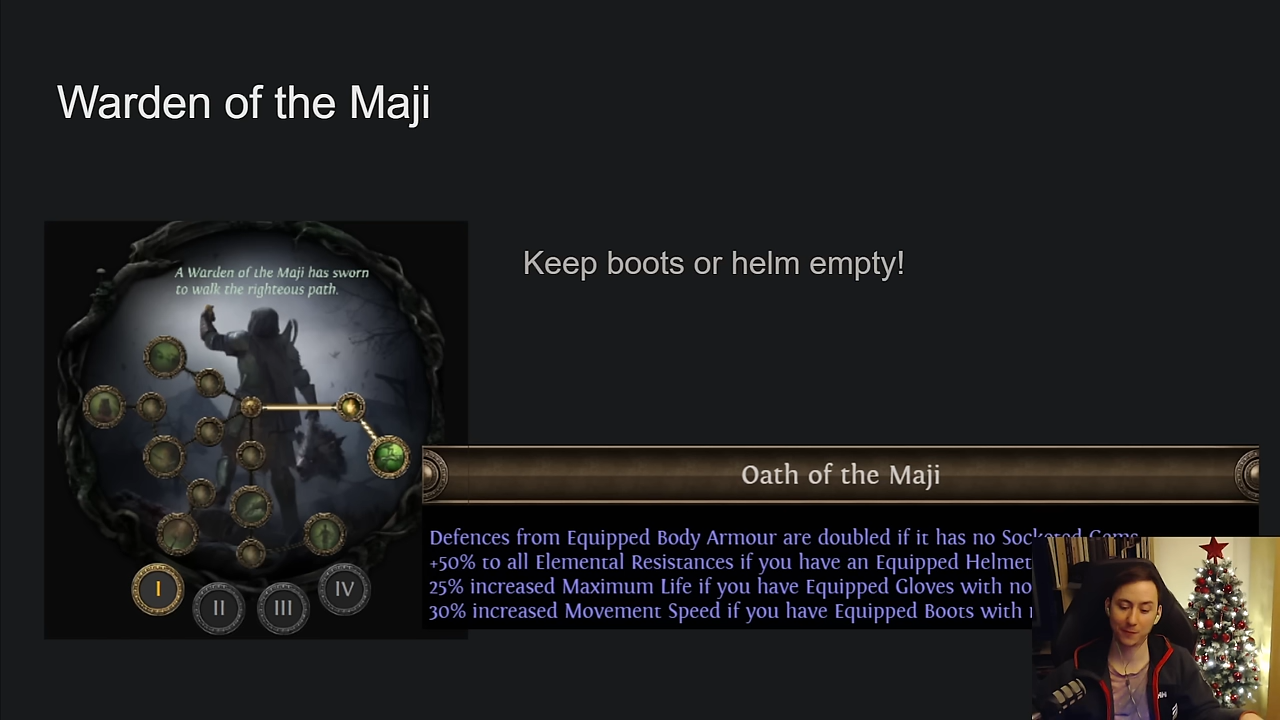 Warden of the Maji
A Warden of the Maji has sworn
to walk the righteous path.
Keep boots or helm empty!
Oath of the Maji
Defences from Equipped Body Armour are doubled if it has no Socketed Gems
+50% to all Elemental Resistances if you have an Equipped Helmet
25% increased Maximum Life if you have Equipped Gloves with no
30% increased Movement Speed if you have Equipped Boots with
I
II
III
IV